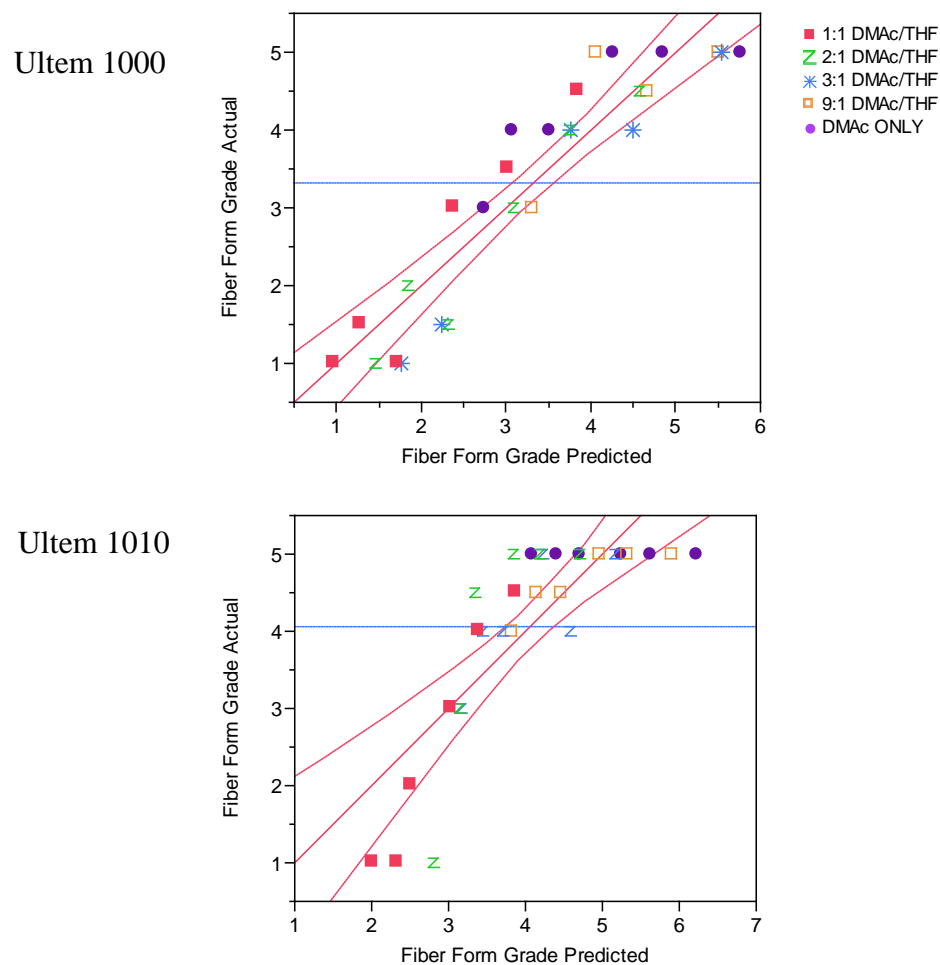 Ultem 1000
Fiber Form Grade Actual
5
4
3
2
1
1 2 3 4 5 6
Fiber Form Grade Predicted
1:1 DMAc/THF
2:1 DMAc/THF
3:1 DMAc/THF
9:1 DMAc/THF
DMAc ONLY
Ultem 1010
Fiber Form Grade Actual
5
4
3
2
1
1 2 3 4 5 6 7
Fiber Form Grade Predicted